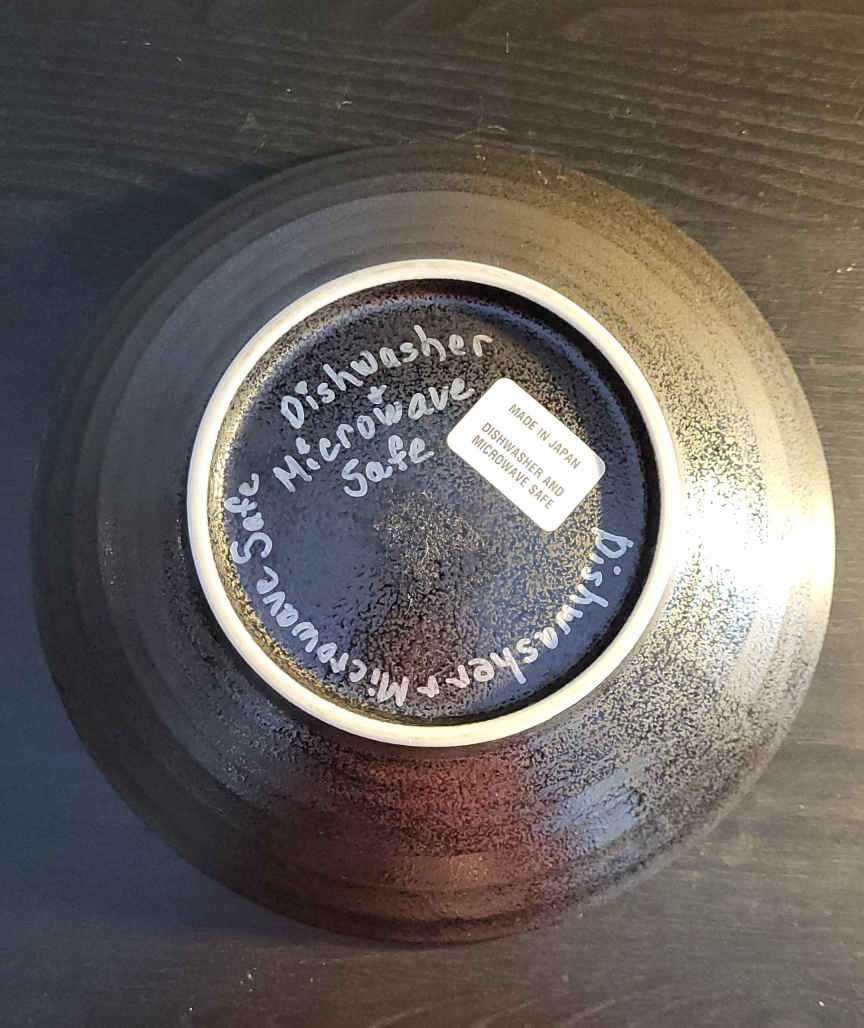 Dishwasher
+
Microwave
Safe
MADE IN JAPAN
DISHWASHER AND
MICROWAVE SAFE
Dishwasher + Microwave Safe